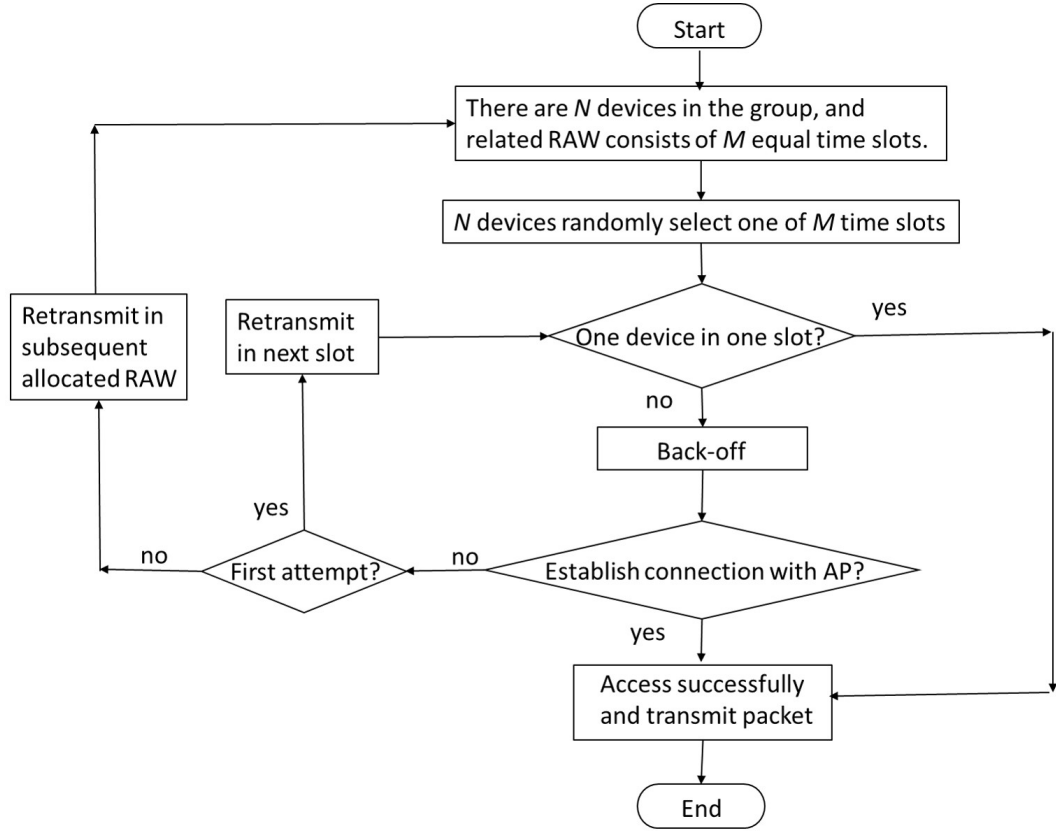 Start
There are N devices in the group, and
related RAW consists of M equal time slots.
N devices randomly select one of M time slots
Retransmit in
subsequent
allocated RAW
Retransmit
in next slot
One device in one slot?
yes
no
Back-off
yes
no
First attempt?
no
Establish connection with AP?
yes
Access successfully
and transmit packet
End